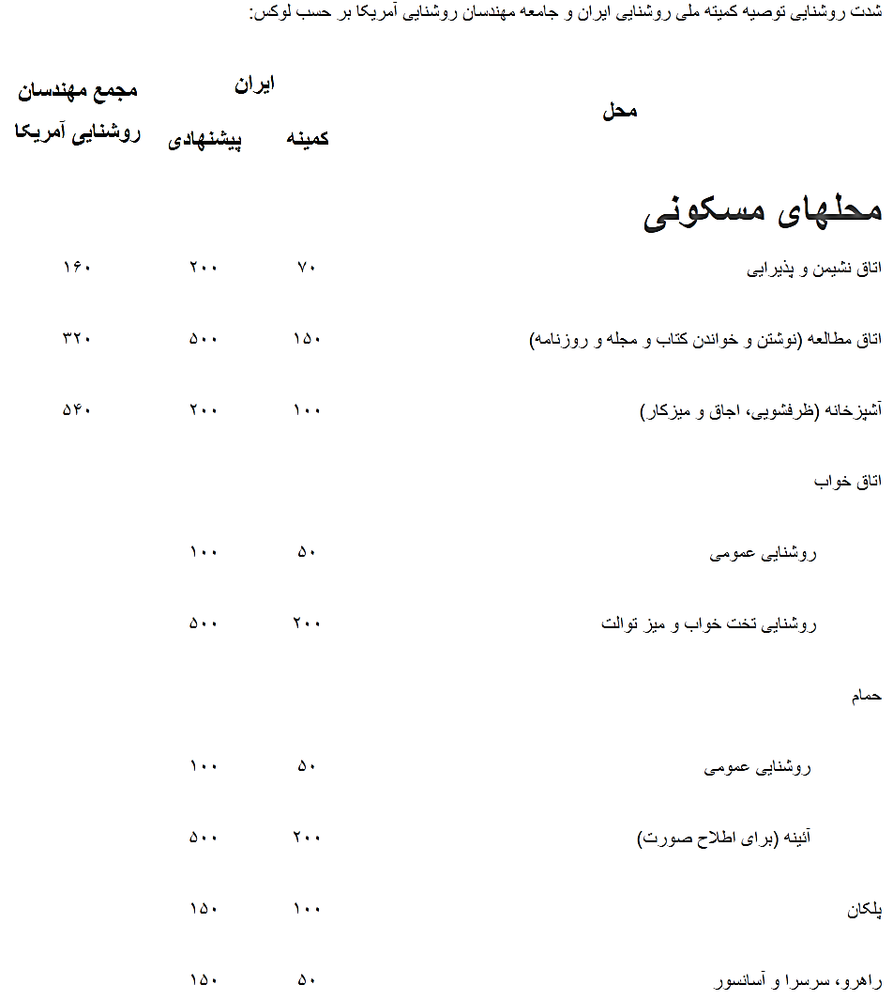 شدت روشنایی توصیه کمیته ملی روشنایی ایران و جامعه مهندسان روشنایی آمریکا بر حسب لوکس:
محل ایران مجمع مهندسان
کمینه پیشنهادی روشنایی آمریکا
محلهای مسکونی
اتاق نشیمن و پذیرایی ۷۰ ۲۰۰ ۱۶۰
اتاق مطالعه (نوشتن و خواندن کتاب و مجله و روزنامه) ۱۵۰ ۵۰۰ ۳۲۰
آشپزخانه (ظرفشویی، اجاق و میزکار) ۱۰۰ ۲۰۰ ۵۴۰
اتاق خواب
روشنایی عمومی ۵۰ ۱۰۰
روشنایی تخت خواب و میز توالت ۲۰۰ ۵۰۰
حمام
روشنایی عمومی ۵۰ ۱۰۰
آئینه (برای اطلاح صورت) ۲۰۰ ۵۰۰
پلکان ۱۰۰ ۱۵۰
راهرو، سرسرا و آسانسور ۵۰ ۱۵۰